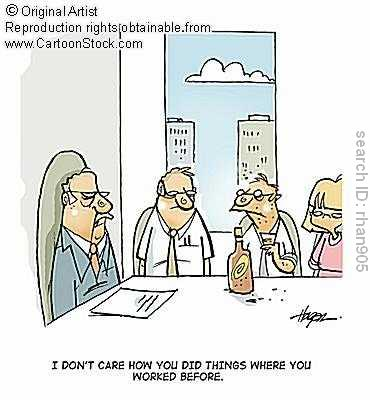 © Original Artist
Reproduction rights obtainable from
www.CartoonStock.com
search ID: rhan905
Hagen.
I DON'T CARE HOW YOU DID THINGS WHERE YOU
WORKED BEFORE.